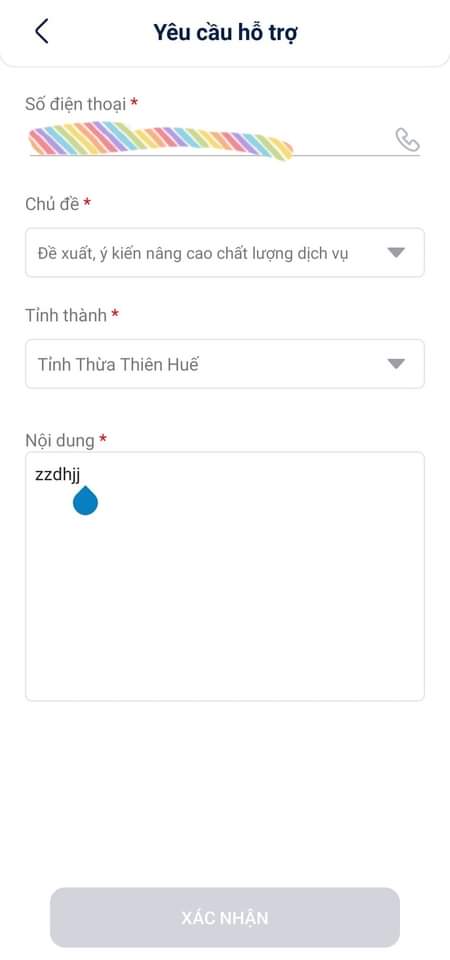 Yêu cầu hỗ trợ
Số điện thoại *
Chủ đề *
Đề xuất, ý kiến nâng cao chất lượng dịch vụ
Tỉnh thành *
Tỉnh Thừa Thiên Huế
Nội dung *
zzdhjj
XÁC NHẬN